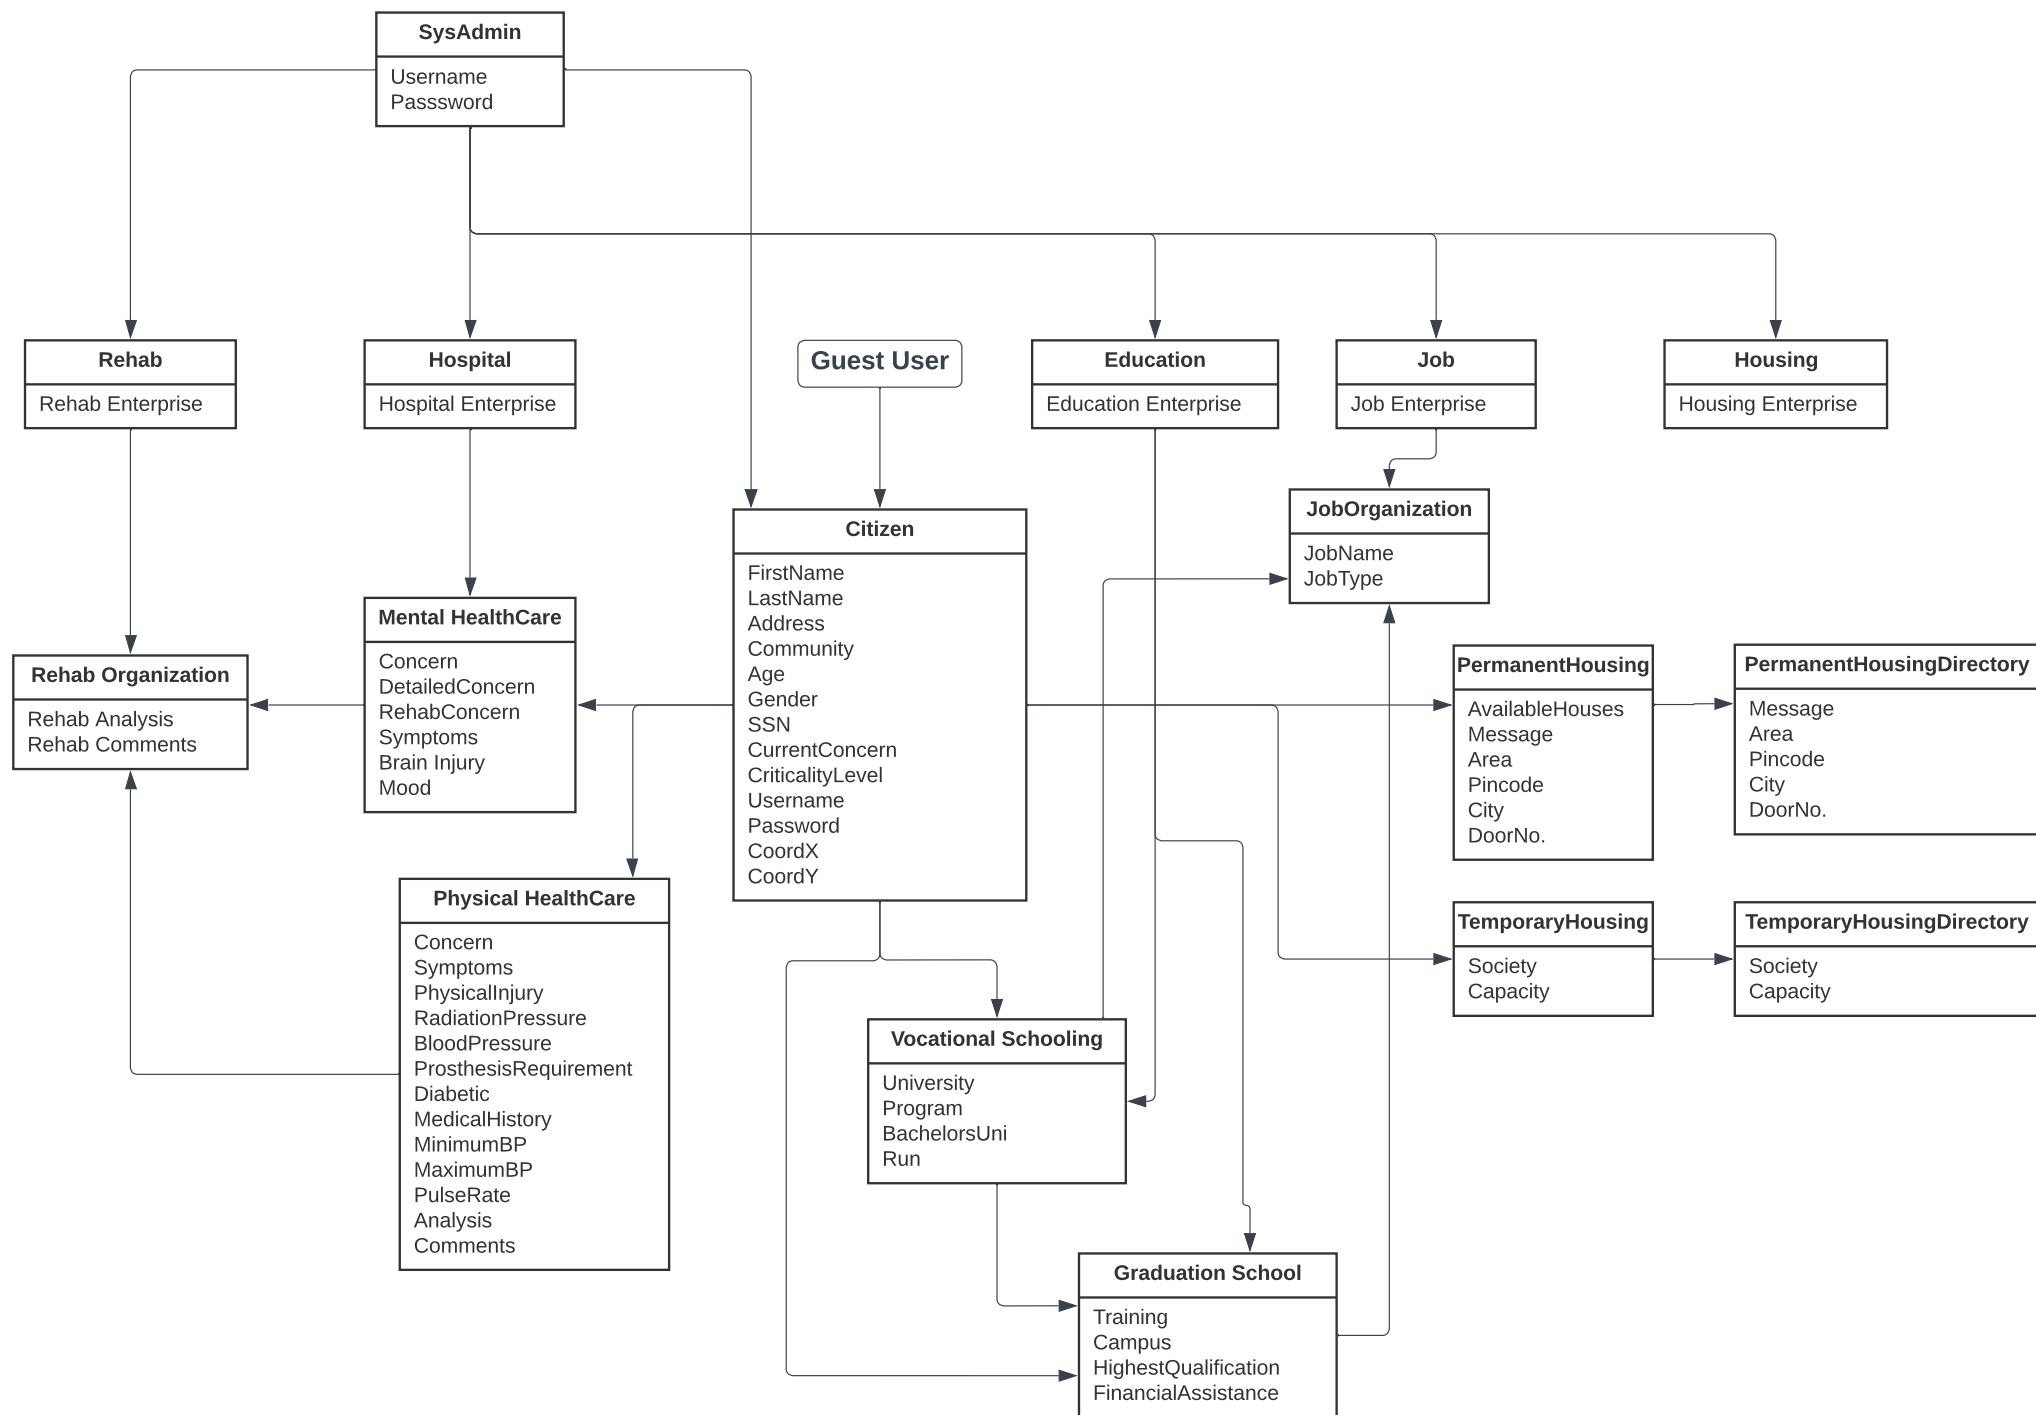 SysAdmin
Username
Passsword
Rehab
Rehab Enterprise
Hospital
Hospital Enterprise
Guest User
Education
Education Enterprise
Job
Job Enterprise
Housing
Housing Enterprise
JobOrganization
JobName
JobType
Citizen
FirstName
LastName
Address
Community
Age
Gender
SSN
CurrentConcern
CriticalityLevel
Username
Password
CoordX
CoordY
Mental HealthCare
Concern
DetailedConcern
RehabConcern
Symptoms
Brain Injury
Mood
Rehab Organization
Rehab Analysis
Rehab Comments
PermanentHousing
AvailableHouses
Message
Area
Pincode
City
DoorNo.
PermanentHousingDirectory
Message
Area
Pincode
City
DoorNo.
Physical HealthCare
Concern
Symptoms
PhysicalInjury
RadiationPressure
BloodPressure
ProsthesisRequirement
Diabetic
MedicalHistory
MinimumBP
MaximumBP
PulseRate
Analysis
Comments
TemporaryHousing
Society
Capacity
TemporaryHousingDirectory
Society
Capacity
Vocational Schooling
University
Program
BachelorsUni
Run
Graduation School
Training
Campus
HighestQualification
FinancialAssistance